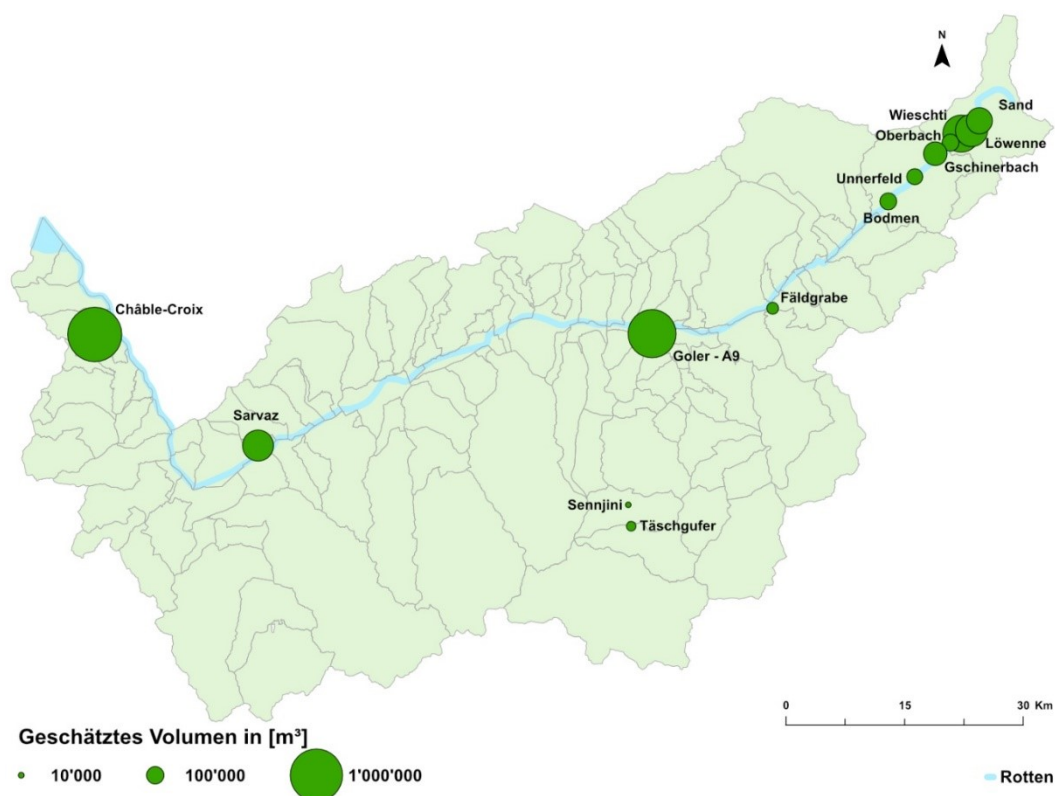 N
Sand
Wieschti
Oberbach
Löwenne
Gschinerbach
Unnerfeld
Bodmen
Châble-Croix
Fäldgrabe
Goler - A9
Sarvaz
Sennjini
Täschgufer
0 15 30 Km
Geschätztes Volumen in [m³]
10'000 100'000 1'000'000
Rotten